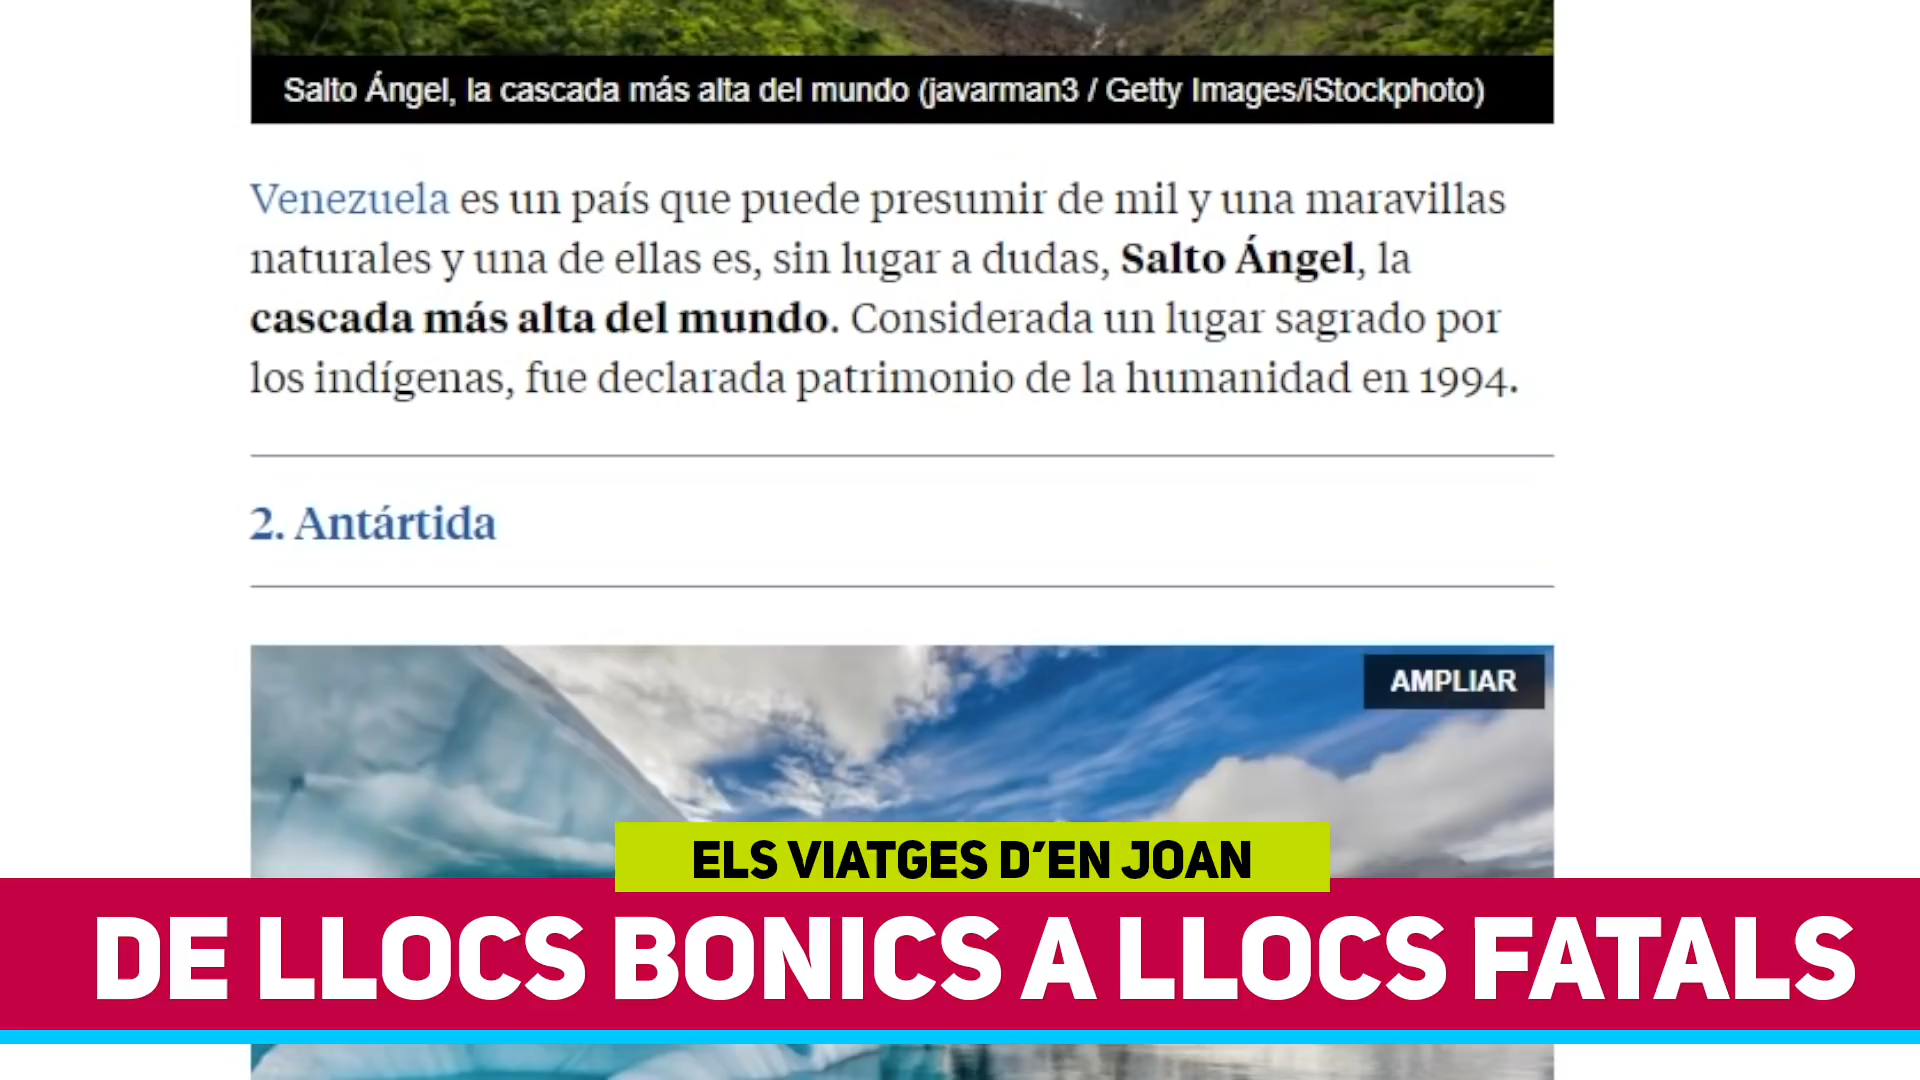 Salto Ángel, la cascada más alta del mundo (javarman3 / Getty Images/iStockphoto)
Venezuela es un país que puede presumir de mil y una maravillas
naturales y una de ellas es, sin lugar a dudas, Salto Ángel, la
cascada más alta del mundo. Considerada un lugar sagrado por
los indígenas, fue declarada patrimonio de la humanidad en 1994.
2. Antártida
AMPLIAR
ELS VIATGES D'EN JOAN
DE LLOCS BONICS A LLOCS FATALS